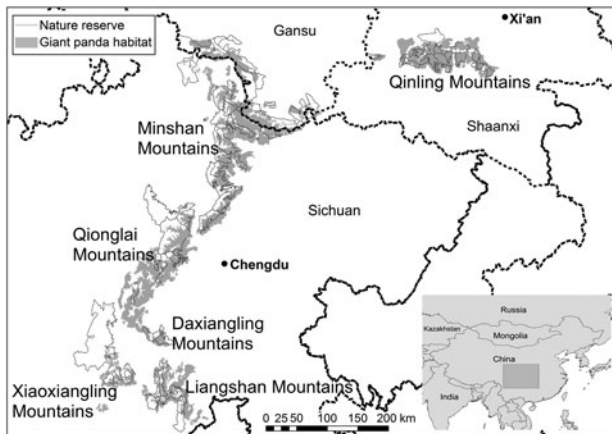 Nature reserve
Giant panda habitat
Gansu
Xi'an
Qinling Mountains
Minshan
Mountains
Shaanxi
Sichuan
Qionglai
Mountains
Chengdu
Daxiangling
Mountains
Xiaoxiangling
Mountains
Liangshan Mountains
0 25 50 100 150 200
km
Russia
Kazakhstan
Mongolia
China
India